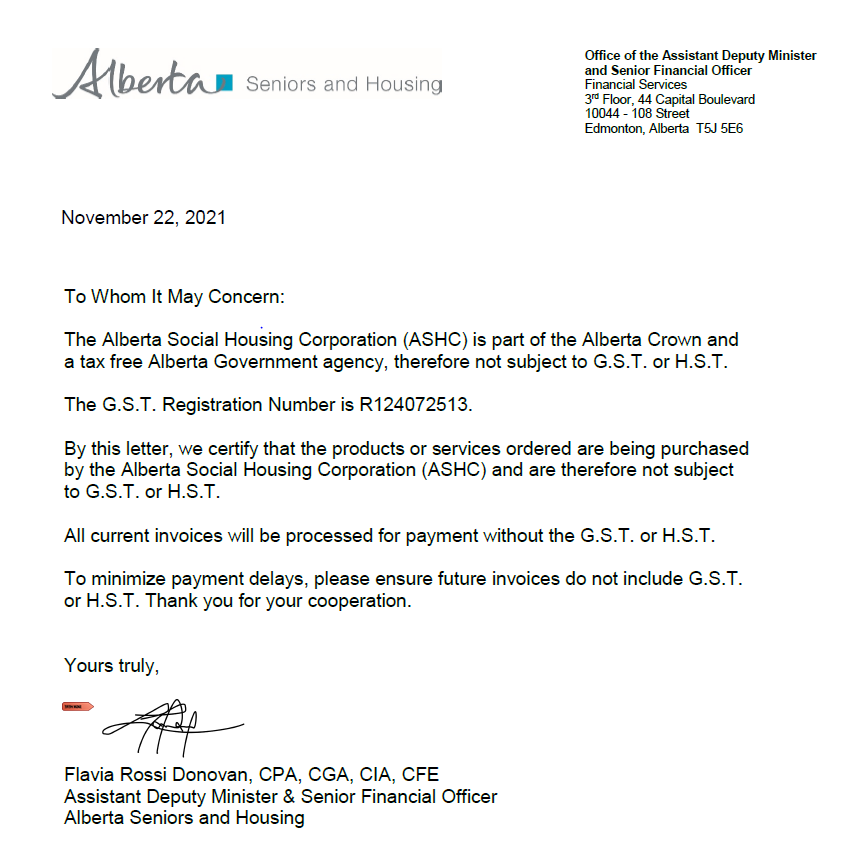 Alberta Seniors and Housing
Office of the Assistant Deputy Minister
and Senior Financial Officer
Financial Services
3rd Floor, 44 Capital Boulevard
10044 - 108 Street
Edmonton, Alberta T5J 5E6
November 22, 2021
To Whom It May Concern:
The Alberta Social Housing Corporation (ASHC) is part of the Alberta Crown and
a tax free Alberta Government agency, therefore not subject to G.S.T. or H.S.T.
The G.S.T. Registration Number is R124072513.
By this letter, we certify that the products or services ordered are being purchased
by the Alberta Social Housing Corporation (ASHC) and are therefore not subject
to G.S.T. or H.S.T.
All current invoices will be processed for payment without the G.S.T. or H.S.T.
To minimize payment delays, please ensure future invoices do not include G.S.T.
or H.S.T. Thank you for your cooperation.
Yours truly,
Flavia Rossi Donovan, CPA, CGA, CIA, CFE
Assistant Deputy Minister & Senior Financial Officer
Alberta Seniors and Housing